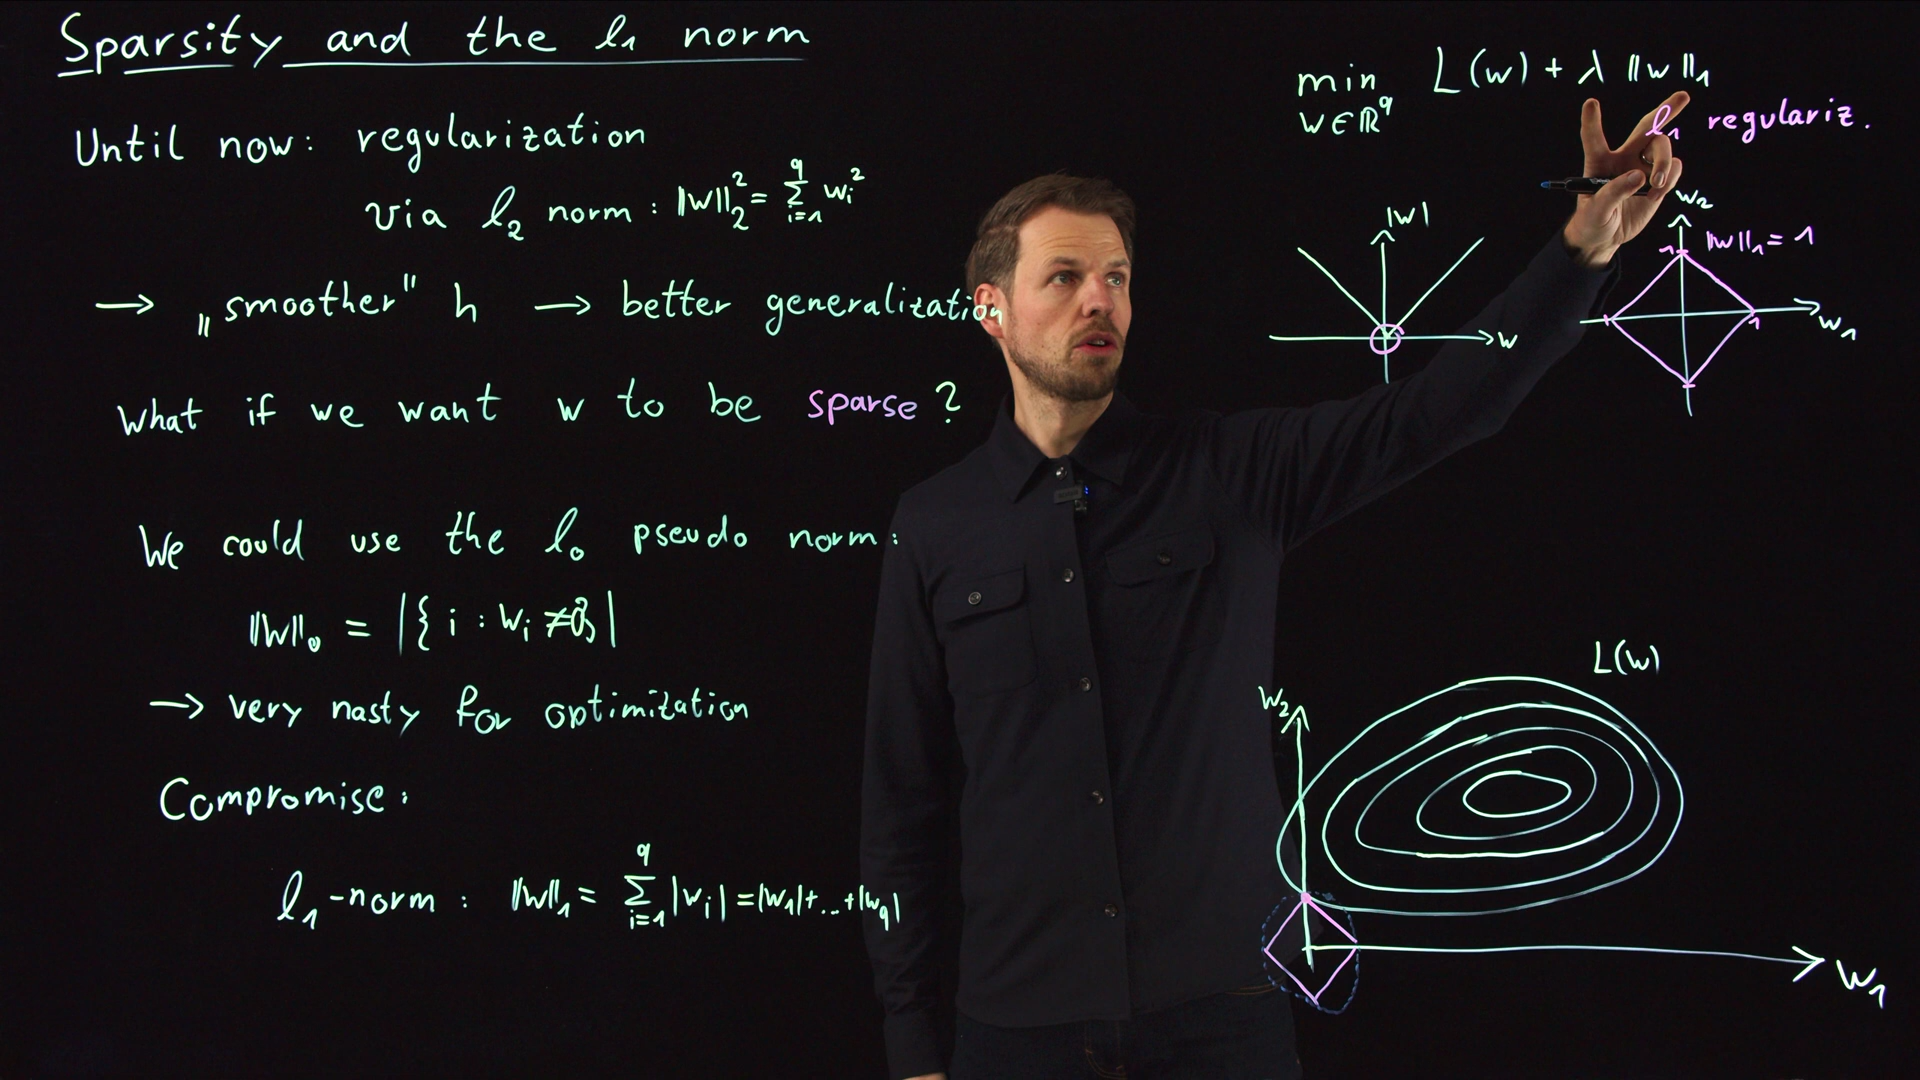 Sparsity and the ℓ₁ norm
Until now: regularization
via ℓ₂ norm: ‖w‖₂² = Σ_{i=1}^{q} wᵢ²
→ „smoother" h → better generalization
What if we want w to be sparse?
We could use the ℓ₀ pseudo norm:
‖w‖₀ = |{i : wᵢ ≠ 0}|
→ very nasty for optimization
Compromise:
ℓ₁-norm: ‖w‖₁ = Σ_{i=1}^{q} |wᵢ| = |w₁| + ... + |w_q|
min L(w) + λ ‖w‖₁
w ∈ ℝ^q
ℓ₁ regulariz.
|w|
w
w₂
‖w‖₁ = 1
1
1
w₁
L(w)
w₂
w₁